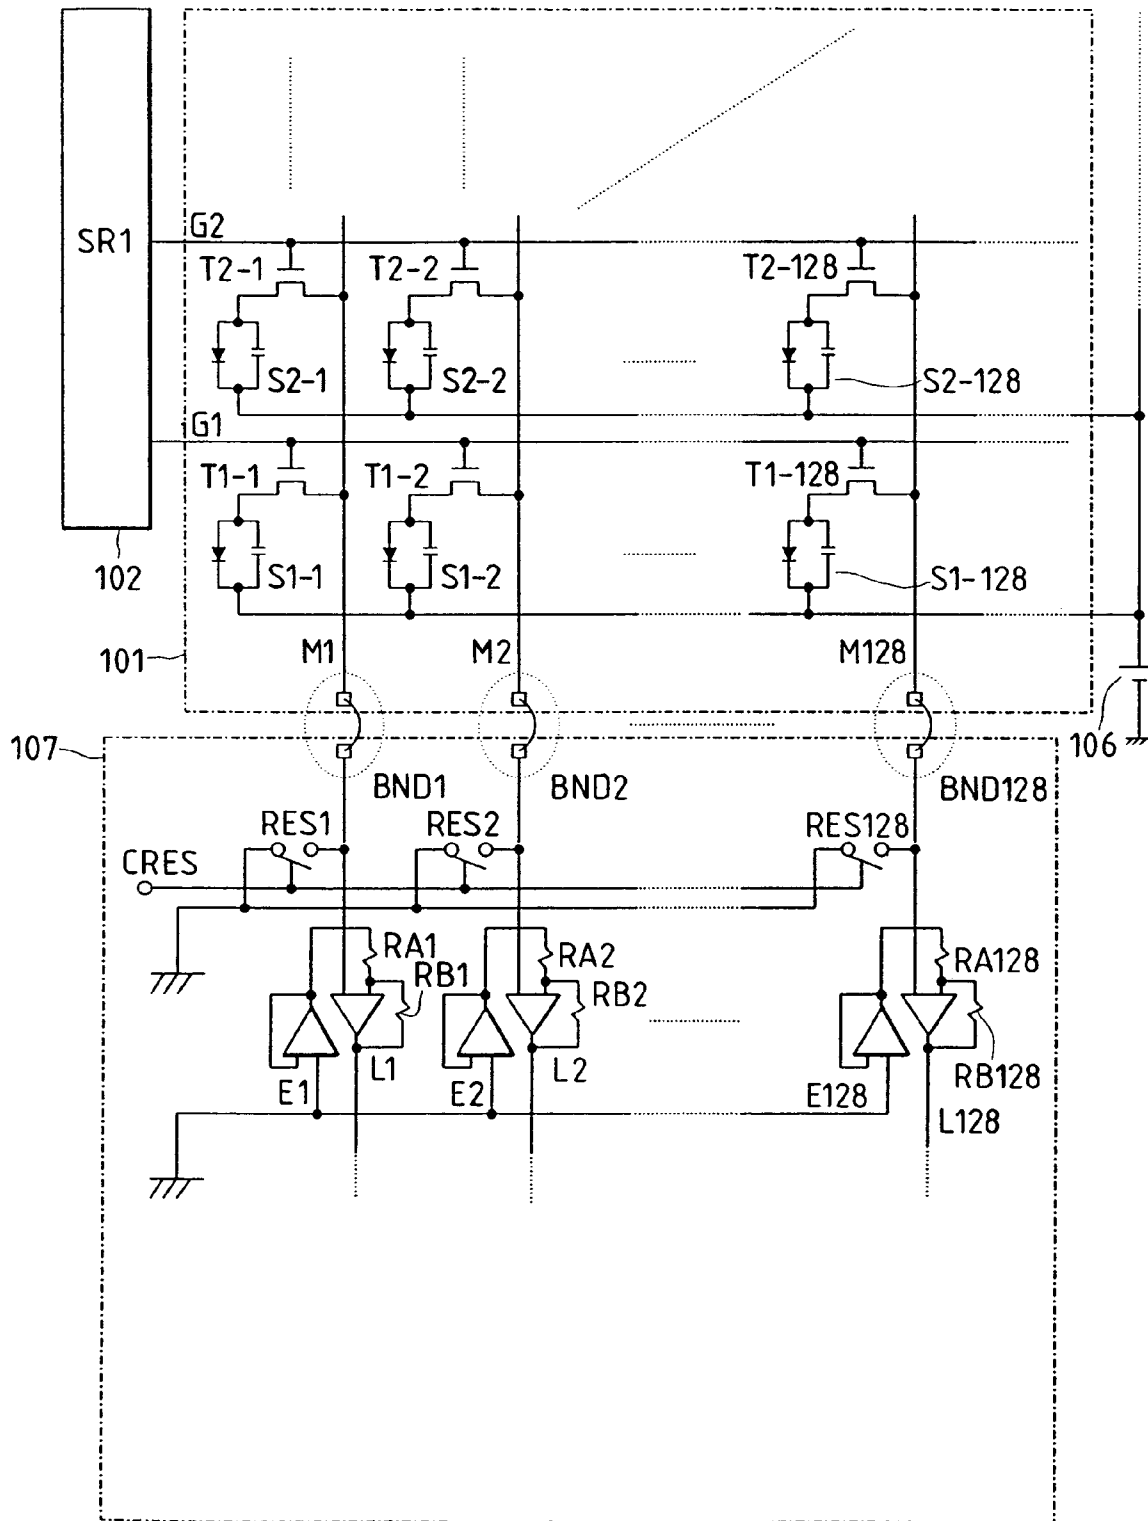 SR1
G2
T2-1
T2-2
T2-128
S2-1
S2-2
S2-128
G1
T1-1
T1-2
T1-128
102
S1-1
S1-2
S1-128
101
M1
M2
M128
107
106
BND1
BND2
BND128
RES1
RES2
RES128
CRES
RA1
RA2
RA128
RB1
RB2
E1
L1
E2
L2
E128
RB128
L128